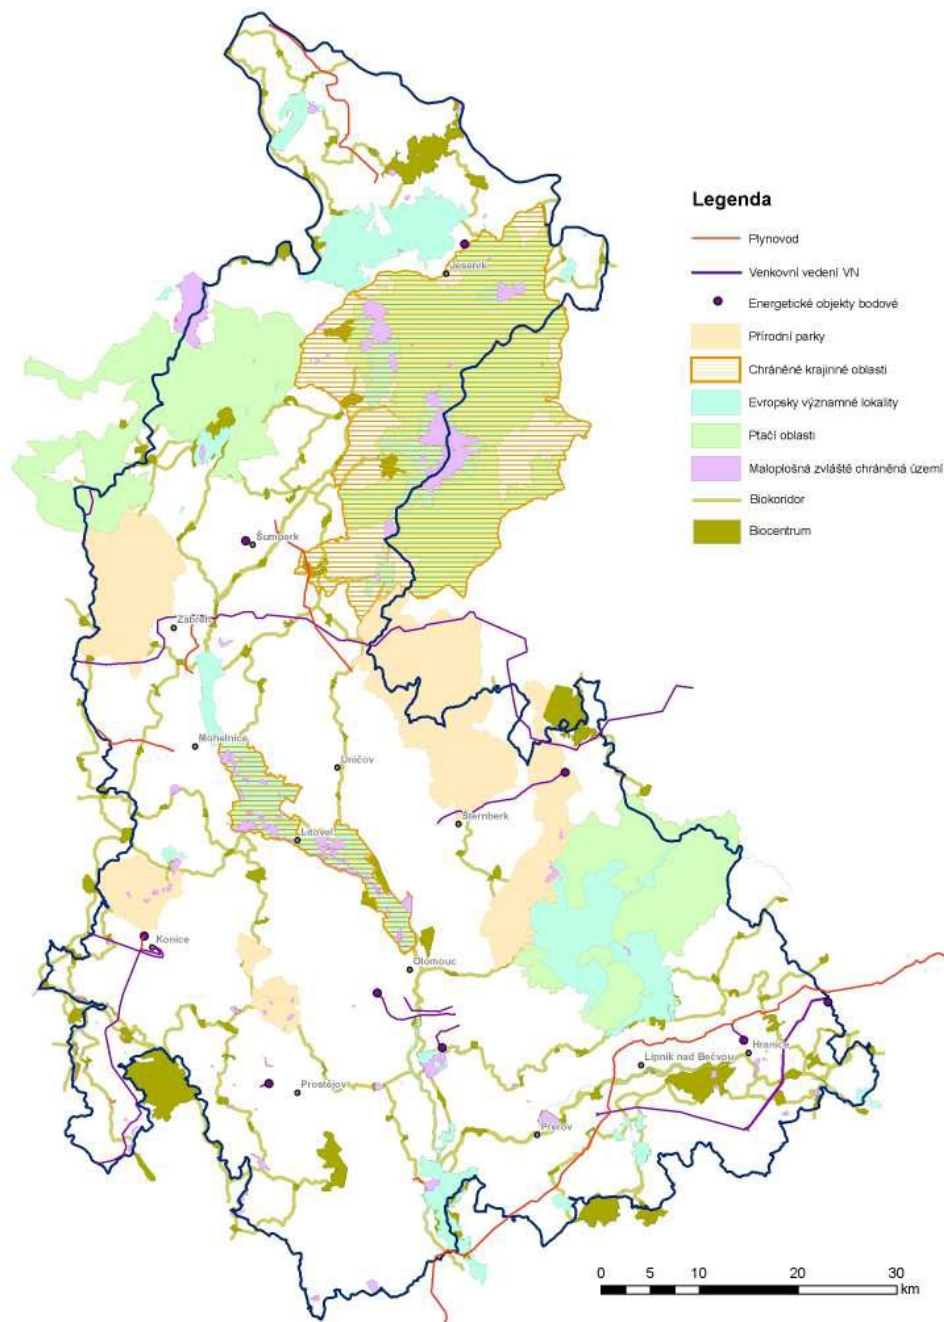 Legenda
Plynovod
Venkovní vedení VN
Energetické objekty bodové
Přírodní parky
Chráněné krajinné oblasti
Evropsky významné lokality
Ptačí oblasti
Maloplošná zvláště chráněná území
Biokoridor
Biocentrum
Jeseník
Šumperk
Zábřeh
Mohelnice
Uničov
Šternberk
Litovel
Konice
Olomouc
Hranice
Lipník nad Bečvou
Prostějov
Přerov
0 5 10 20 30
km